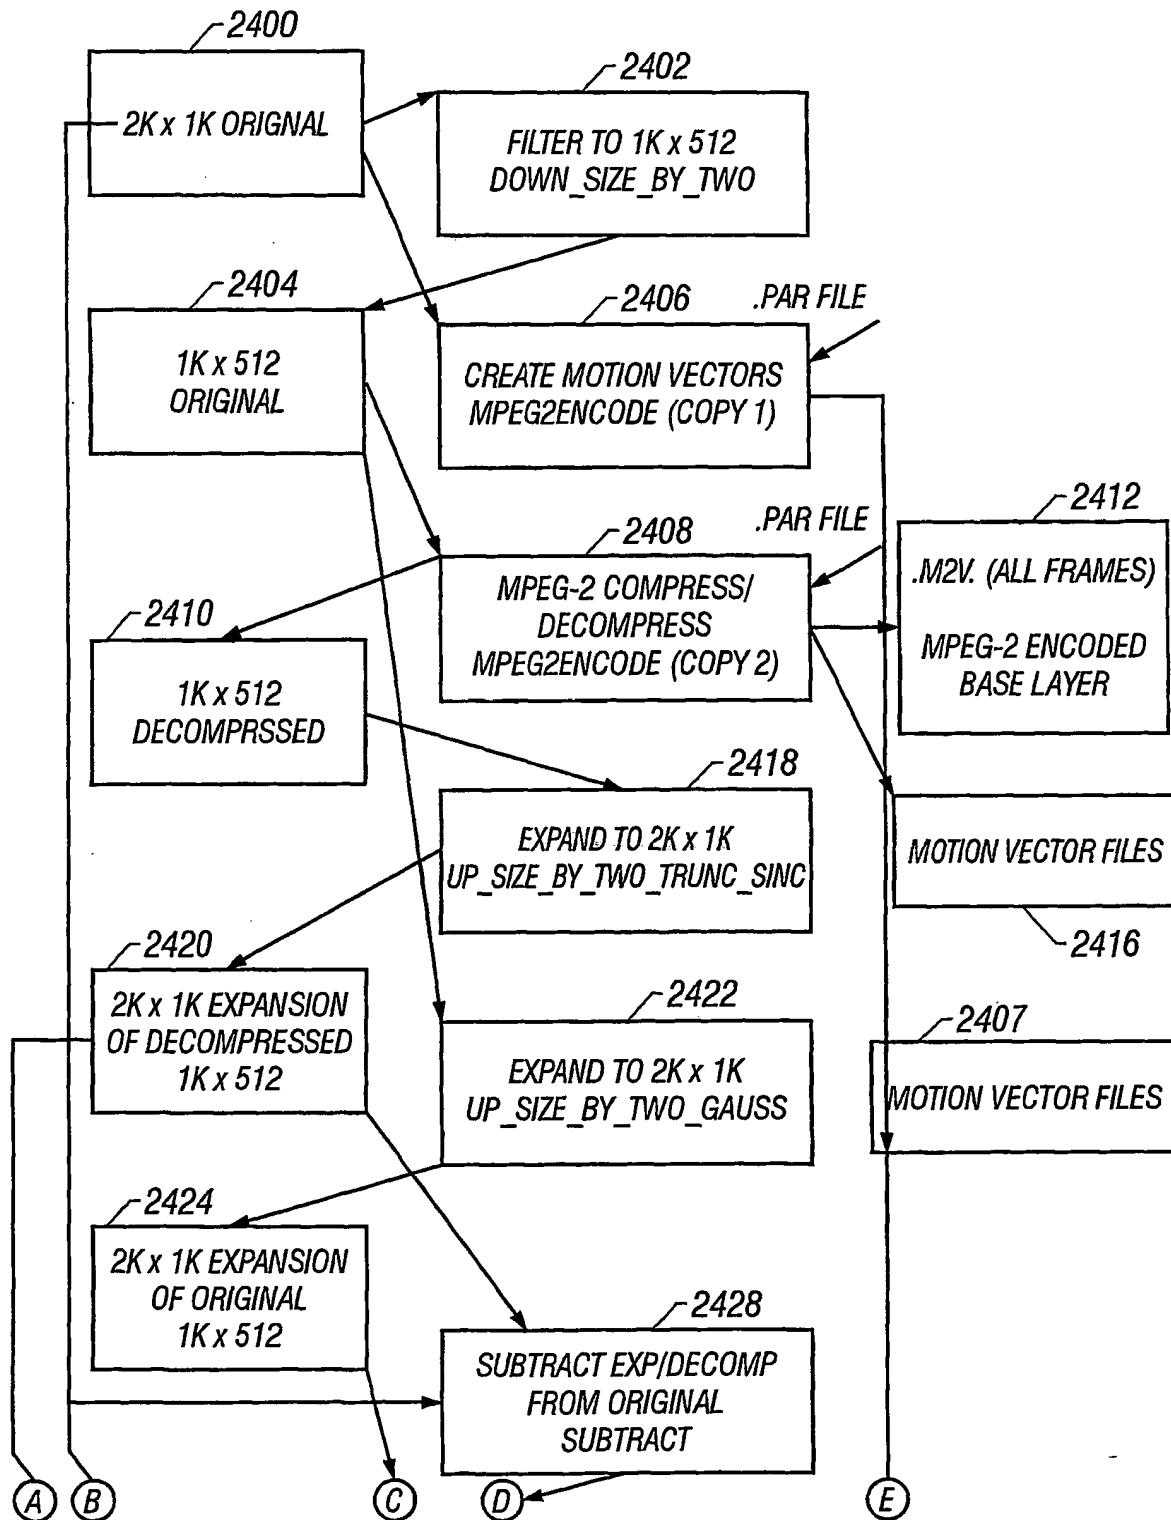 2400
2K x 1K ORIGNAL
2402
FILTER TO 1K x 512
DOWN_SIZE_BY_TWO
2404
1K x 512
ORIGINAL
2406
.PAR FILE
CREATE MOTION VECTORS
MPEG2ENCODE (COPY 1)
2408
.PAR FILE
MPEG-2 COMPRESS/
DECOMPRESS
MPEG2ENCODE (COPY 2)
2412
.M2V. (ALL FRAMES)
MPEG-2 ENCODED
BASE LAYER
2410
1K x 512
DECOMPRSSED
2418
EXPAND TO 2K x 1K
UP_SIZE_BY_TWO_TRUNC_SINC
MOTION VECTOR FILES
2416
2420
2K x 1K EXPANSION
OF DECOMPRESSED
1K x 512
2422
EXPAND TO 2K x 1K
UP_SIZE_BY_TWO_GAUSS
2407
MOTION VECTOR FILES
2424
2K x 1K EXPANSION
OF ORIGINAL
1K x 512
2428
SUBTRACT EXP/DECOMP
FROM ORIGINAL
SUBTRACT
A
B
C
D
E